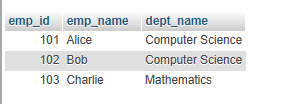 emp_id emp_name dept_name
101 Alice Computer Science
102 Bob Computer Science
103 Charlie Mathematics